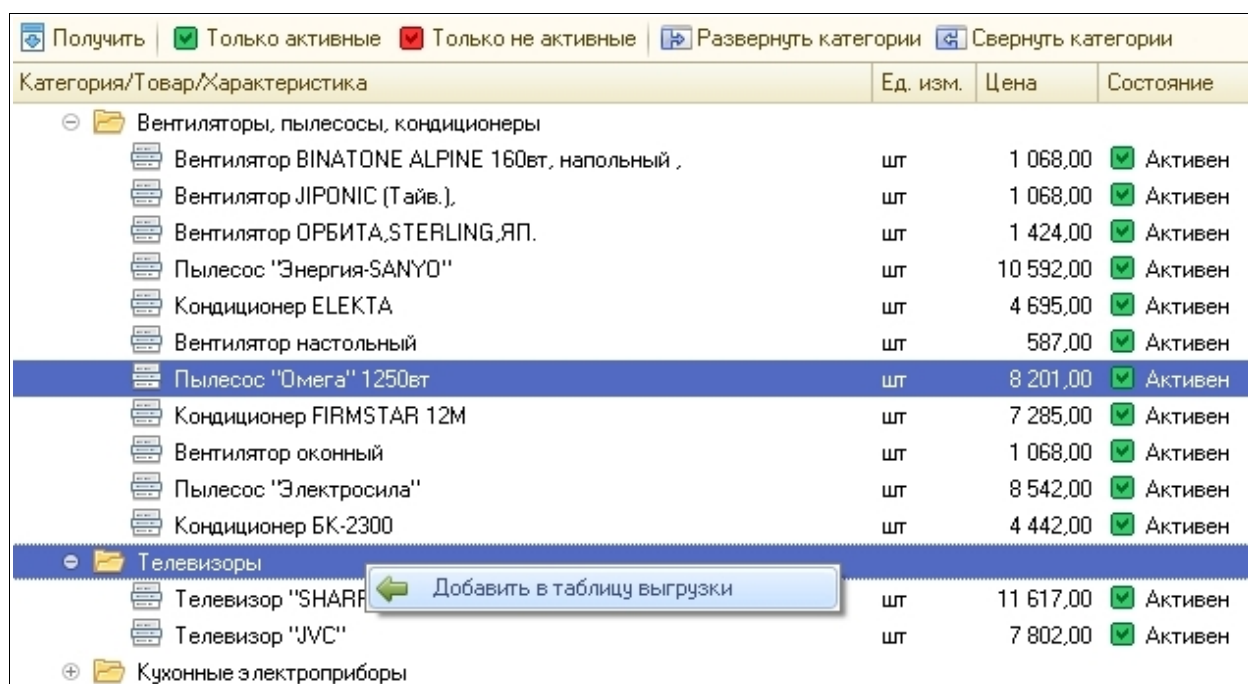 Получить Только активные Только не активные Развернуть категории Свернуть категории
Категория/Товар/Характеристика Ед. изм. Цена Состояние
Вентиляторы, пылесосы, кондиционеры
Вентилятор BINATONE ALPINE 160вт, напольный , шт 1 068,00 Активен
Вентилятор JIPONIC (Тайв.), шт 1 068,00 Активен
Вентилятор ОРБИТА,STERLING,ЯП. шт 1 424,00 Активен
Пылесос "Энергия-SANYO" шт 10 592,00 Активен
Кондиционер ELEKTA шт 4 695,00 Активен
Вентилятор настольный шт 587,00 Активен
Пылесос "Омега" 1250вт шт 8 201,00 Активен
Кондиционер FIRMSTAR 12М шт 7 285,00 Активен
Вентилятор оконный шт 1 068,00 Активен
Пылесос "Электросила" шт 8 542,00 Активен
Кондиционер БК-2300 шт 4 442,00 Активен
Телевизоры
Добавить в таблицу выгрузки
Телевизор "SHARP шт 11 617,00 Активен
Телевизор "JVC" шт 7 802,00 Активен
Кухонные электроприборы